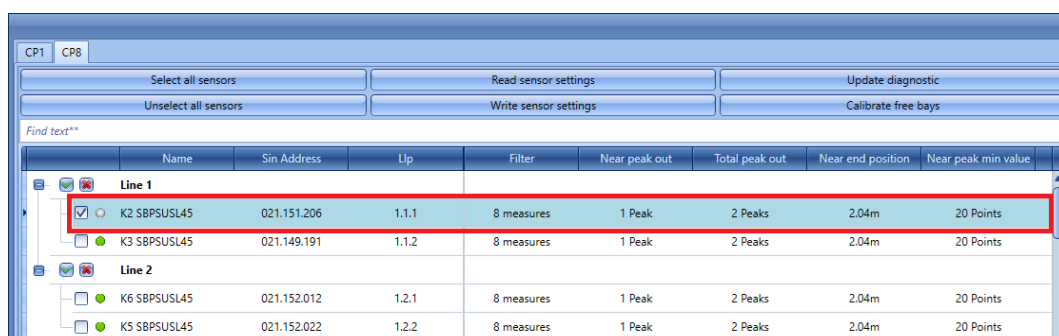 CP1 CP8
Select all sensors Read sensor settings Update diagnostic
Unselect all sensors Write sensor settings Calibrate free bays
Find text**
Name Sin Address Llp Filter Near peak out Total peak out Near end position Near peak min value
Line 1
K2 SBPSUSL45 021.151.206 1.1.1 8 measures 1 Peak 2 Peaks 2.04m 20 Points
K3 SBPSUSL45 021.149.191 1.1.2 8 measures 1 Peak 2 Peaks 2.04m 20 Points
Line 2
K6 SBPSUSL45 021.152.012 1.2.1 8 measures 1 Peak 2 Peaks 2.04m 20 Points
K5 SBPSUSL45 021.152.022 1.2.2 8 measures 1 Peak 2 Peaks 2.04m 20 Points